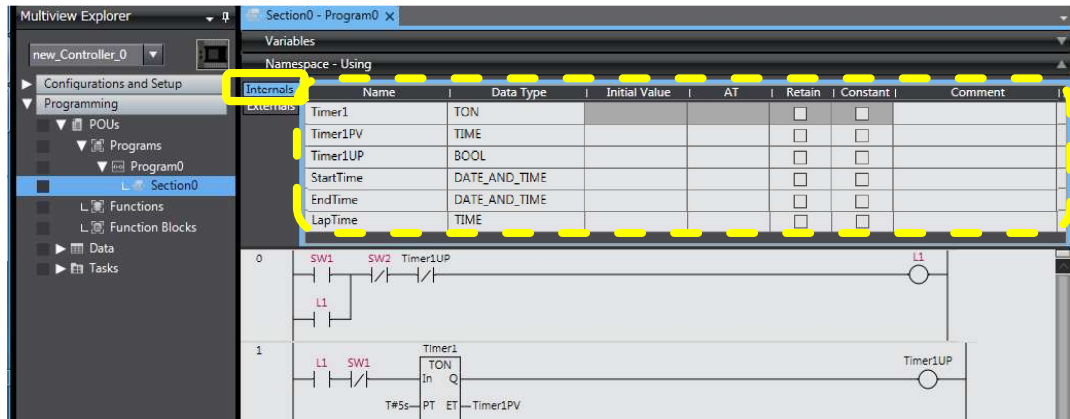 Multiview Explorer
Section0 - Program0
new_Controller_0
Configurations and Setup
Programming
POUs
Programs
Program0
Section0
Functions
Function Blocks
Data
Tasks
Variables
Namespace - Using
Internals
Externals
Name Data Type Initial Value AT Retain Constant Comment
Timer1 TON
Timer1PV TIME
Timer1UP BOOL
StartTime DATE_AND_TIME
EndTime DATE_AND_TIME
LapTime TIME
0 SW1 SW2 Timer1UP L1
L1
1 Timer1
L1 SW1 TON Timer1UP
In Q
T#5s PT ET Timer1PV